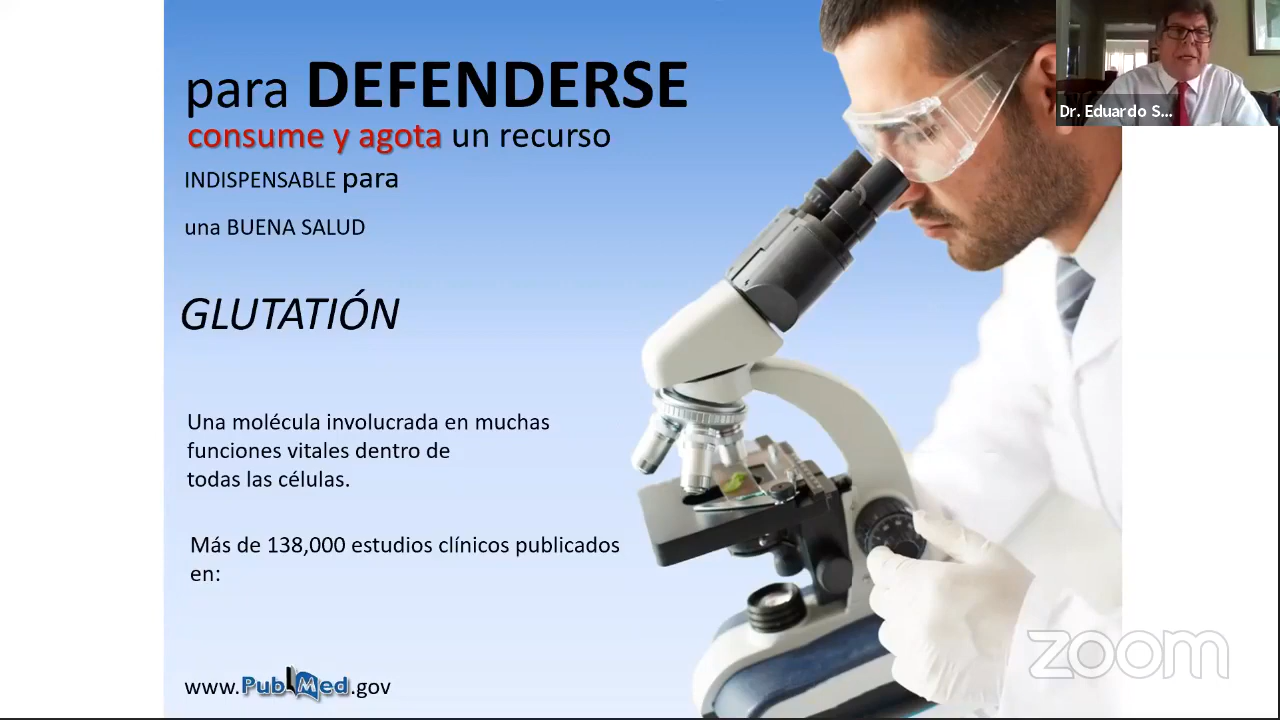 para DEFENDERSE
consume y agota un recurso
INDISPENSABLE para
una BUENA SALUD
GLUTATIÓN
Una molécula involucrada en muchas
funciones vitales dentro de
todas las células.
Más de 138,000 estudios clínicos publicados
en:
www.PubMed.gov
Dr. Eduardo S...
zoom